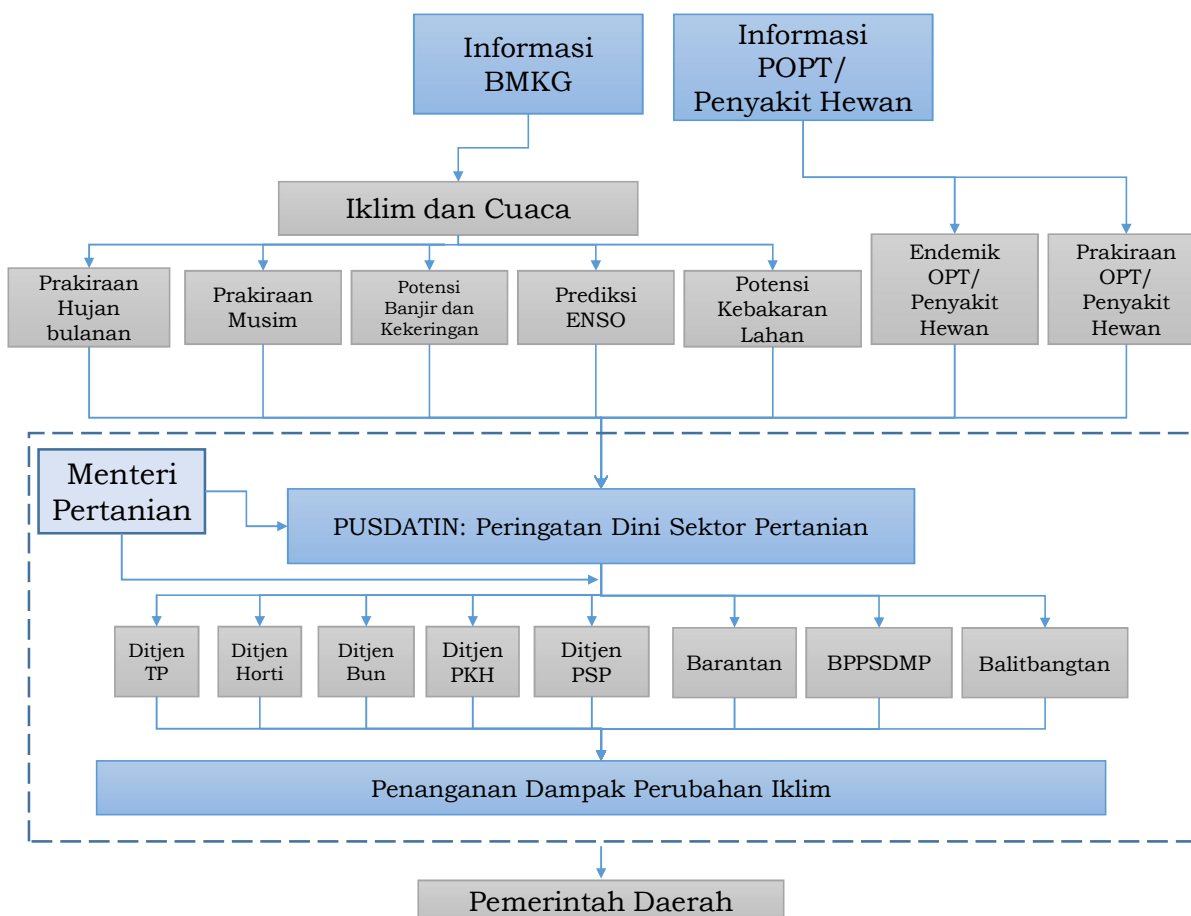 Informasi
BMKG
Informasi
POPT/
Penyakit Hewan
Iklim dan Cuaca
Prakiraan
Hujan
bulanan
Prakiraan
Musim
Potensi
Banjir dan
Kekeringan
Prediksi
ENSO
Potensi
Kebakaran
Lahan
Endemik
OPT/
Penyakit
Hewan
Prakiraan
OPT/
Penyakit
Hewan
Menteri
Pertanian
PUSDATIN: Peringatan Dini Sektor Pertanian
Ditjen
TP
Ditjen
Horti
Ditjen
Bun
Ditjen
PKH
Ditjen
PSP
Barantan
BPPSDMP
Balitbangtan
Penanganan Dampak Perubahan Iklim
Pemerintah Daerah